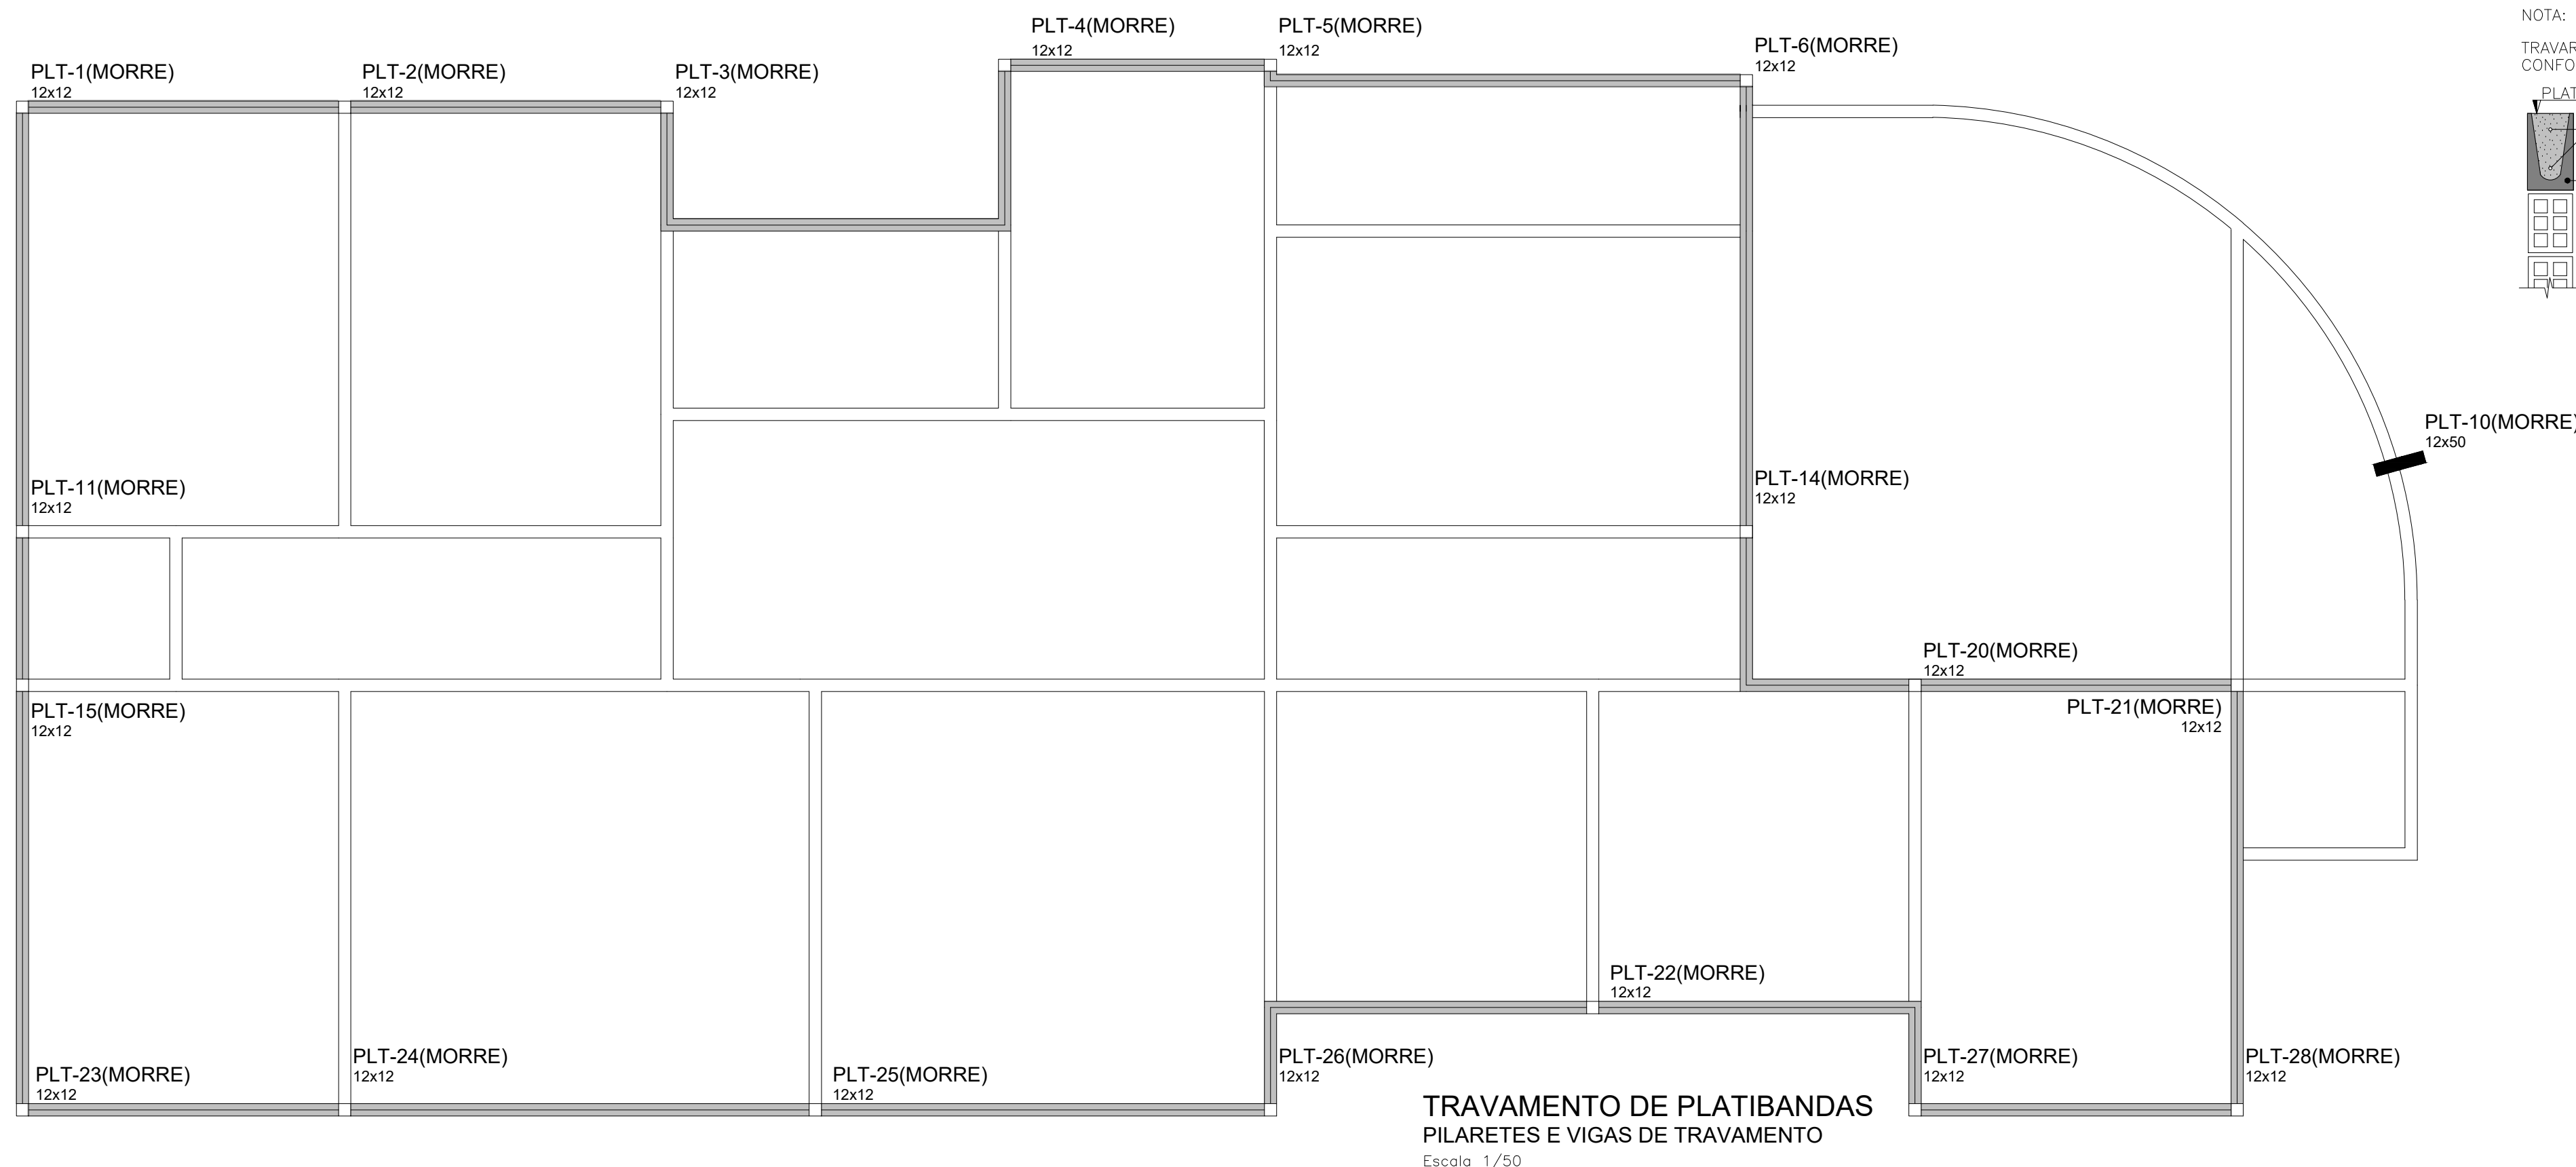 NOTA:
PLT-4(MORRE)
12x12
PLT-5(MORRE)
12x12
PLT-6(MORRE)
12x12
PLT-1(MORRE)
12x12
PLT-2(MORRE)
12x12
PLT-3(MORRE)
12x12
PLT-10(MORRE)
12x50
PLT-11(MORRE)
12x12
PLT-14(MORRE)
12x12
PLT-20(MORRE)
12x12
PLT-15(MORRE)
12x12
PLT-21(MORRE)
12x12
PLT-22(MORRE)
12x12
PLT-23(MORRE)
12x12
PLT-24(MORRE)
12x12
PLT-25(MORRE)
12x12
PLT-26(MORRE)
12x12
PLT-27(MORRE)
12x12
PLT-28(MORRE)
12x12
TRAVAMENTO DE PLATIBANDAS
PILARETES E VIGAS DE TRAVAMENTO
Escala 1/50